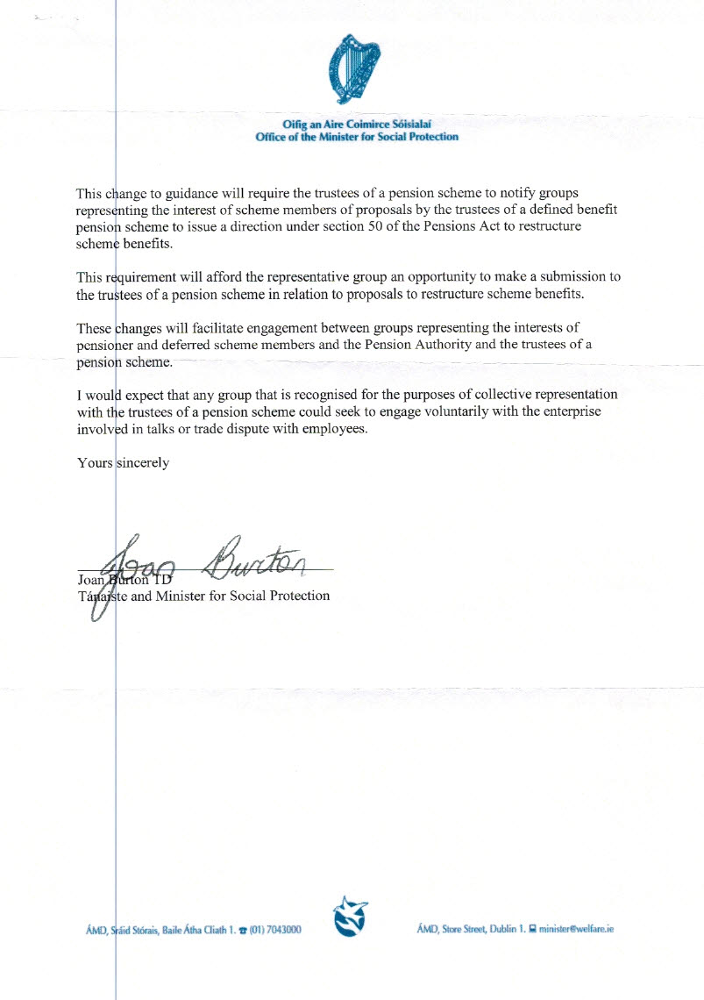 Oifig an Aire Coimirce Sóisialaí
Office of the Minister for Social Protection
This change to guidance will require the trustees of a pension scheme to notify groups
representing the interest of scheme members of proposals by the trustees of a defined benefit
pension scheme to issue a direction under section 50 of the Pensions Act to restructure
scheme benefits.
This requirement will afford the representative group an opportunity to make a submission to
the trustees of a pension scheme in relation to proposals to restructure scheme benefits.
These changes will facilitate engagement between groups representing the interests of
pensioner and deferred scheme members and the Pension Authority and the trustees of a
pension scheme.
I would expect that any group that is recognised for the purposes of collective representation
with the trustees of a pension scheme could seek to engage voluntarily with the enterprise
involved in talks or trade dispute with employees.
Yours sincerely
Joan Burton
Joan Burton TD
Tánaiste and Minister for Social Protection
ÁMD, Sráid Stórais, Baile Átha Cliath 1. ☎ (01) 7043000
ÁMD, Store Street, Dublin 1. minister@welfare.ie